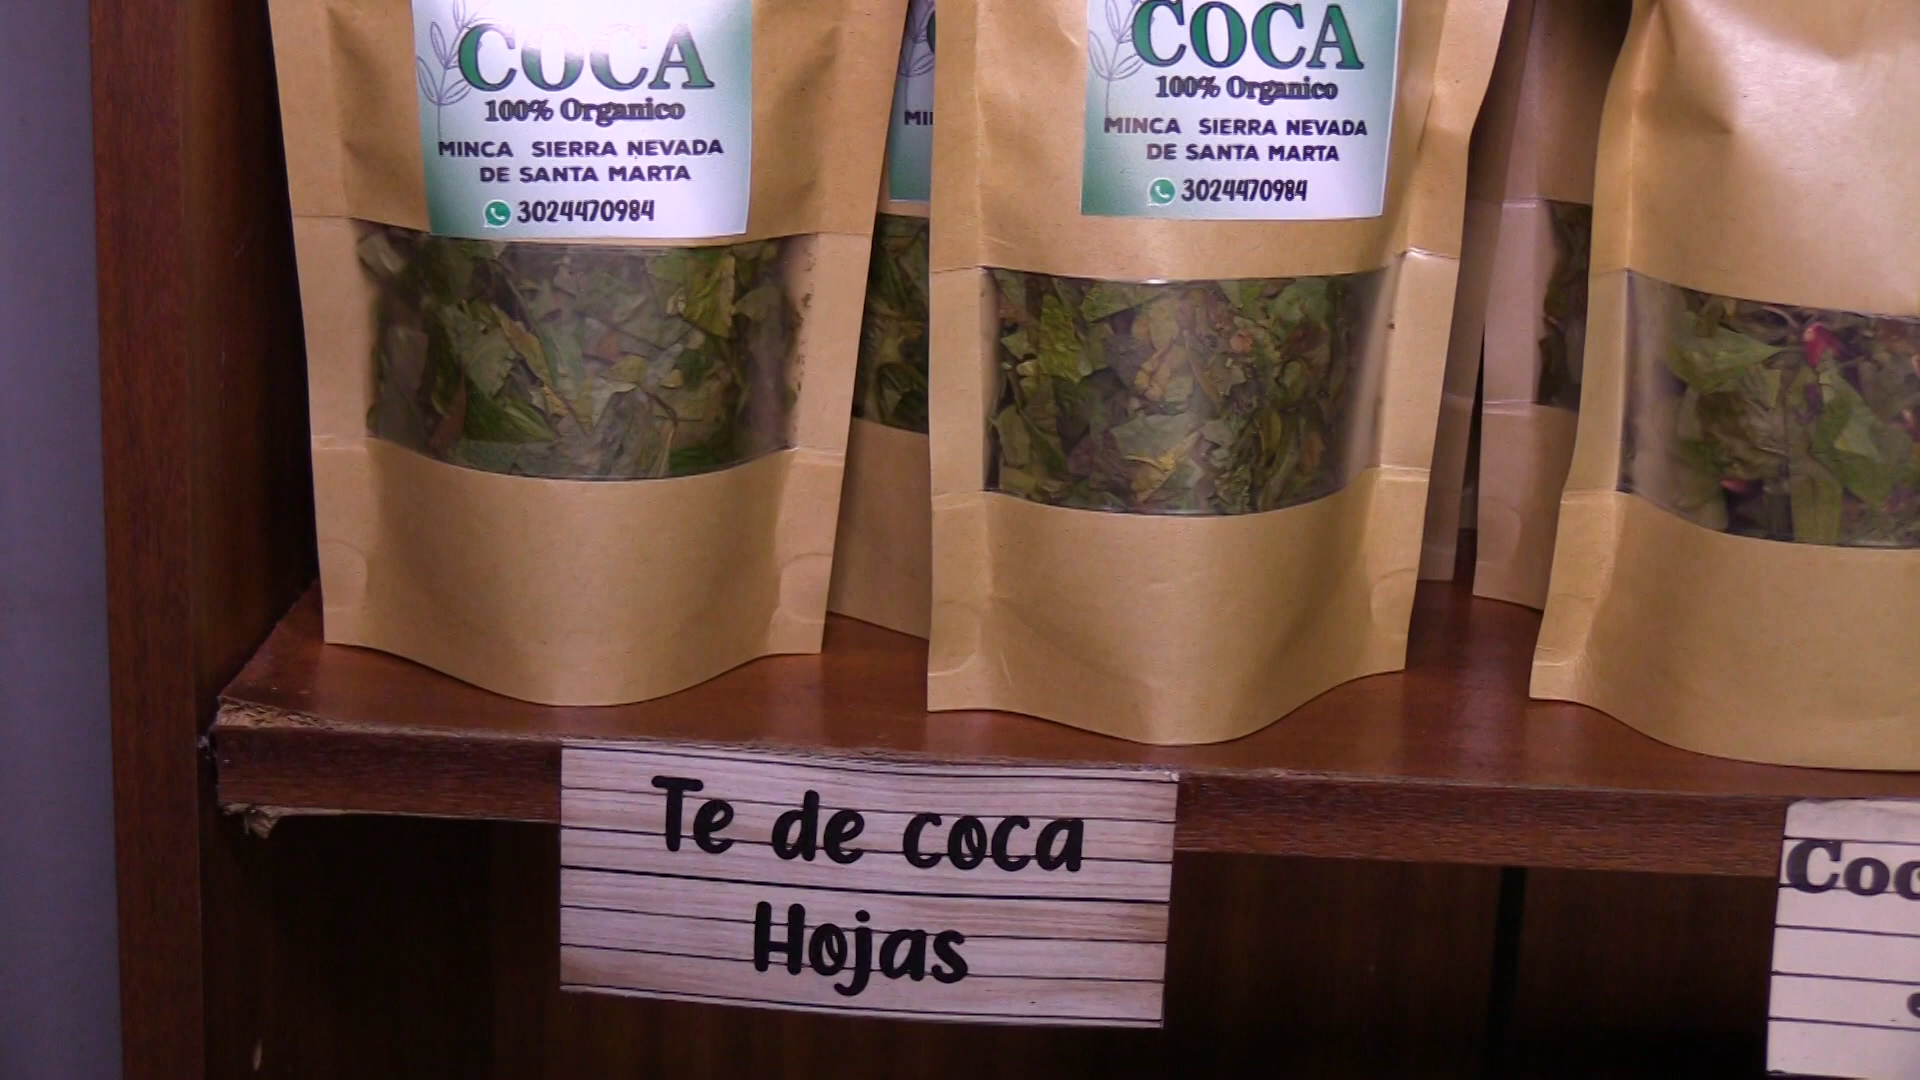 COCA
100% Organico
MINCA SIERRA NEVADA
DE SANTA MARTA
3024470984
COCA
100% Organico
MINCA SIERRA NEVADA
DE SANTA MARTA
3024470984
Te de coca
Hojas